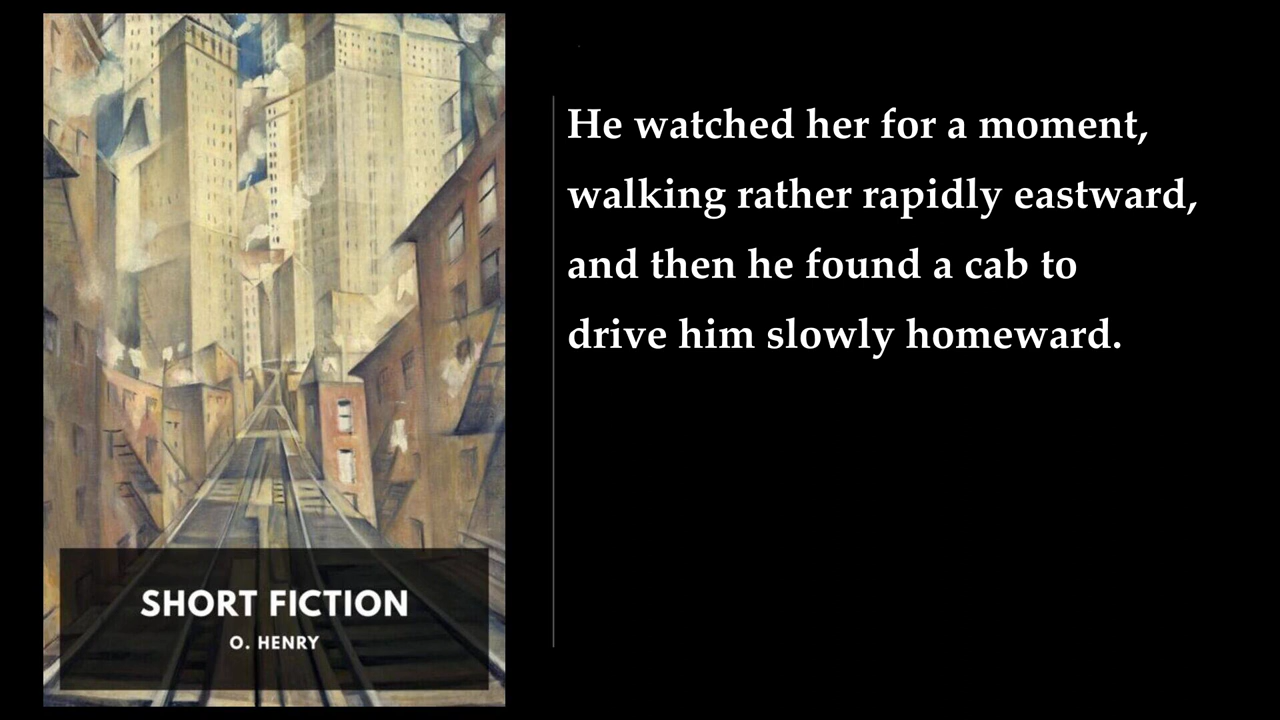 He watched her for a moment,
walking rather rapidly eastward,
and then he found a cab to
drive him slowly homeward.
SHORT FICTION
O. HENRY